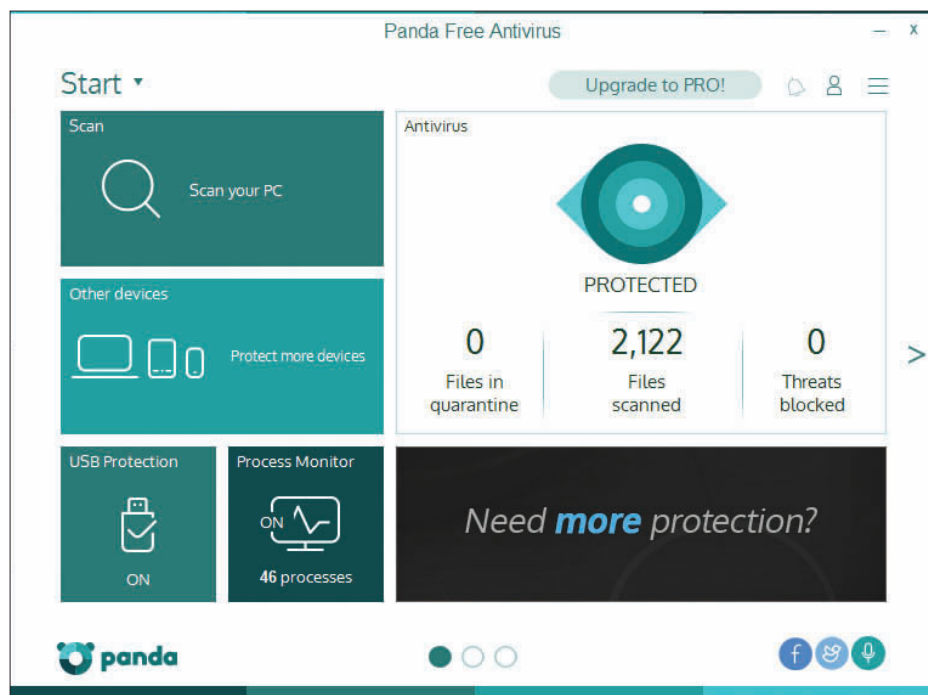 Panda Free Antivirus
Start
Upgrade to PRO!
Scan
Scan your PC
Other devices
Protect more devices
USB Protection
ON
Process Monitor
ON
46 processes
Antivirus
PROTECTED
0
Files in
quarantine
2,122
Files
scanned
0
Threats
blocked
Need more protection?
panda
f